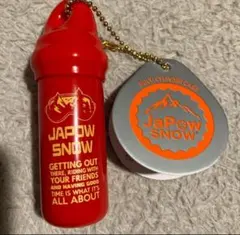 JAPOW
SNOW
GETTING OUT
THERE, RIDING WITH
YOUR FRIENDS
AND HAVING GOOD
TIME IS WHAT IT'S
ALL ABOUT
JaPow
SNOW